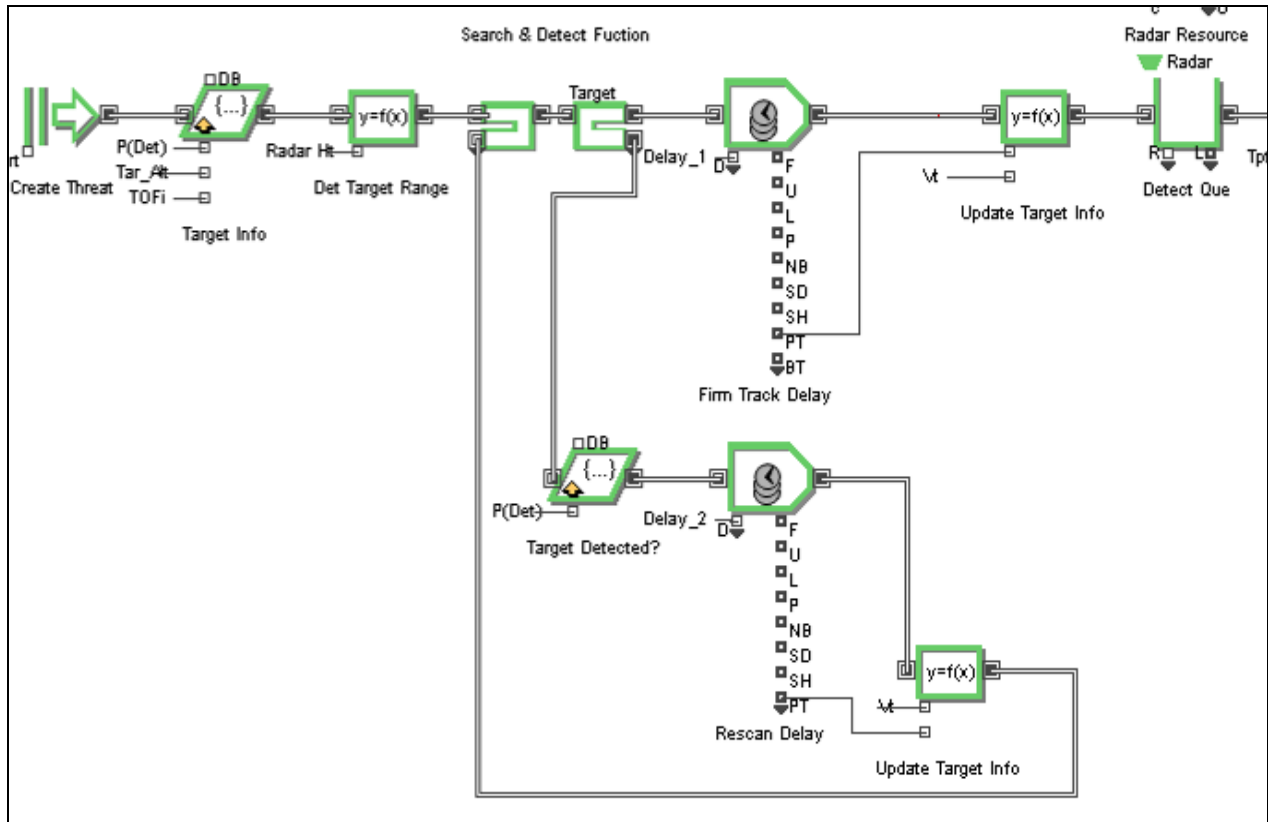 Search & Detect Fuction
c
Radar Resource
Radar
DB
{...}
y=f(x)
Target
y=f(x)
rt
P(Det)
Tar_Alt
TOFi
Radar Ht
Delay_1
D
F
U
L
P
NB
SD
SH
PT
BT
Vt
R
L
Tpt
Create Threat
Det Target Range
Target Info
Update Target Info
Detect Que
Firm Track Delay
DB
{...}
P(Det)
Target Detected?
Delay_2
D
F
U
L
P
NB
SD
SH
PT
y=f(x)
Vt
Rescan Delay
Update Target Info